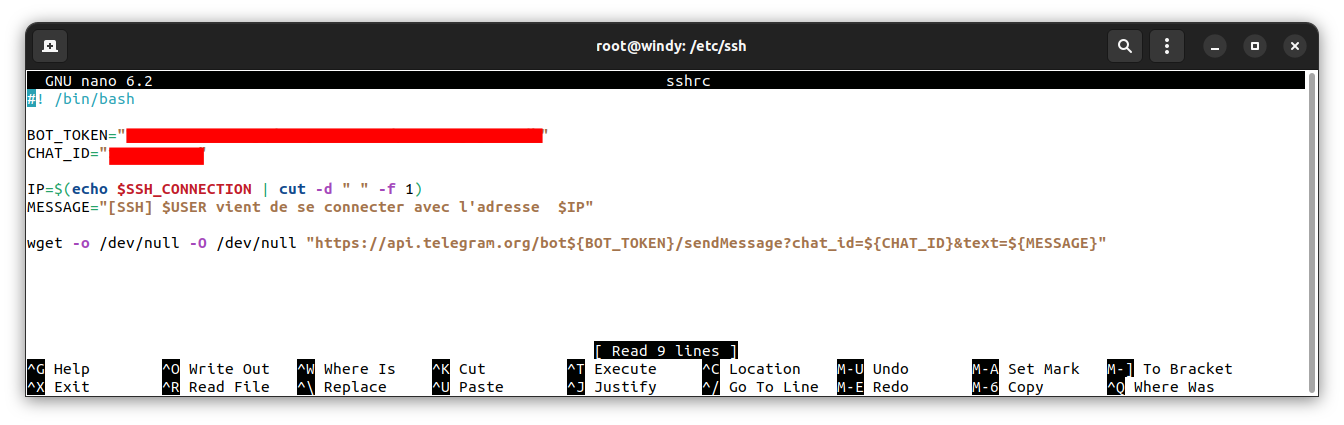 root@windy: /etc/ssh
GNU nano 6.2 sshrc
#! /bin/bash
BOT_TOKEN=""
CHAT_ID="
IP=$(echo $SSH_CONNECTION | cut -d " " -f 1)
MESSAGE="[SSH] $USER vient de se connecter avec l'adresse  $IP"
wget -o /dev/null -O /dev/null "https://api.telegram.org/bot${BOT_TOKEN}/sendMessage?chat_id=${CHAT_ID}&text=${MESSAGE}"
[ Read 9 lines ]
^G Help ^O Write Out ^W Where Is ^K Cut ^T Execute ^C Location M-U Undo M-A Set Mark M-] To Bracket
^X Exit ^R Read File ^\ Replace ^U Paste ^J Justify ^/ Go To Line M-E Redo M-6 Copy ^Q Where Was